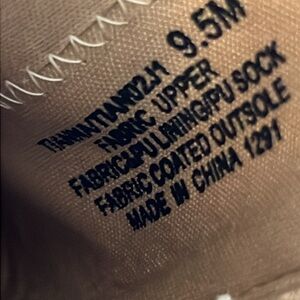 9.5M
FABRIC UPPER
FABRIC&PU LINING/PU SOCK
FABRIC COATED OUTSOLE
MADE IN CHINA 1291